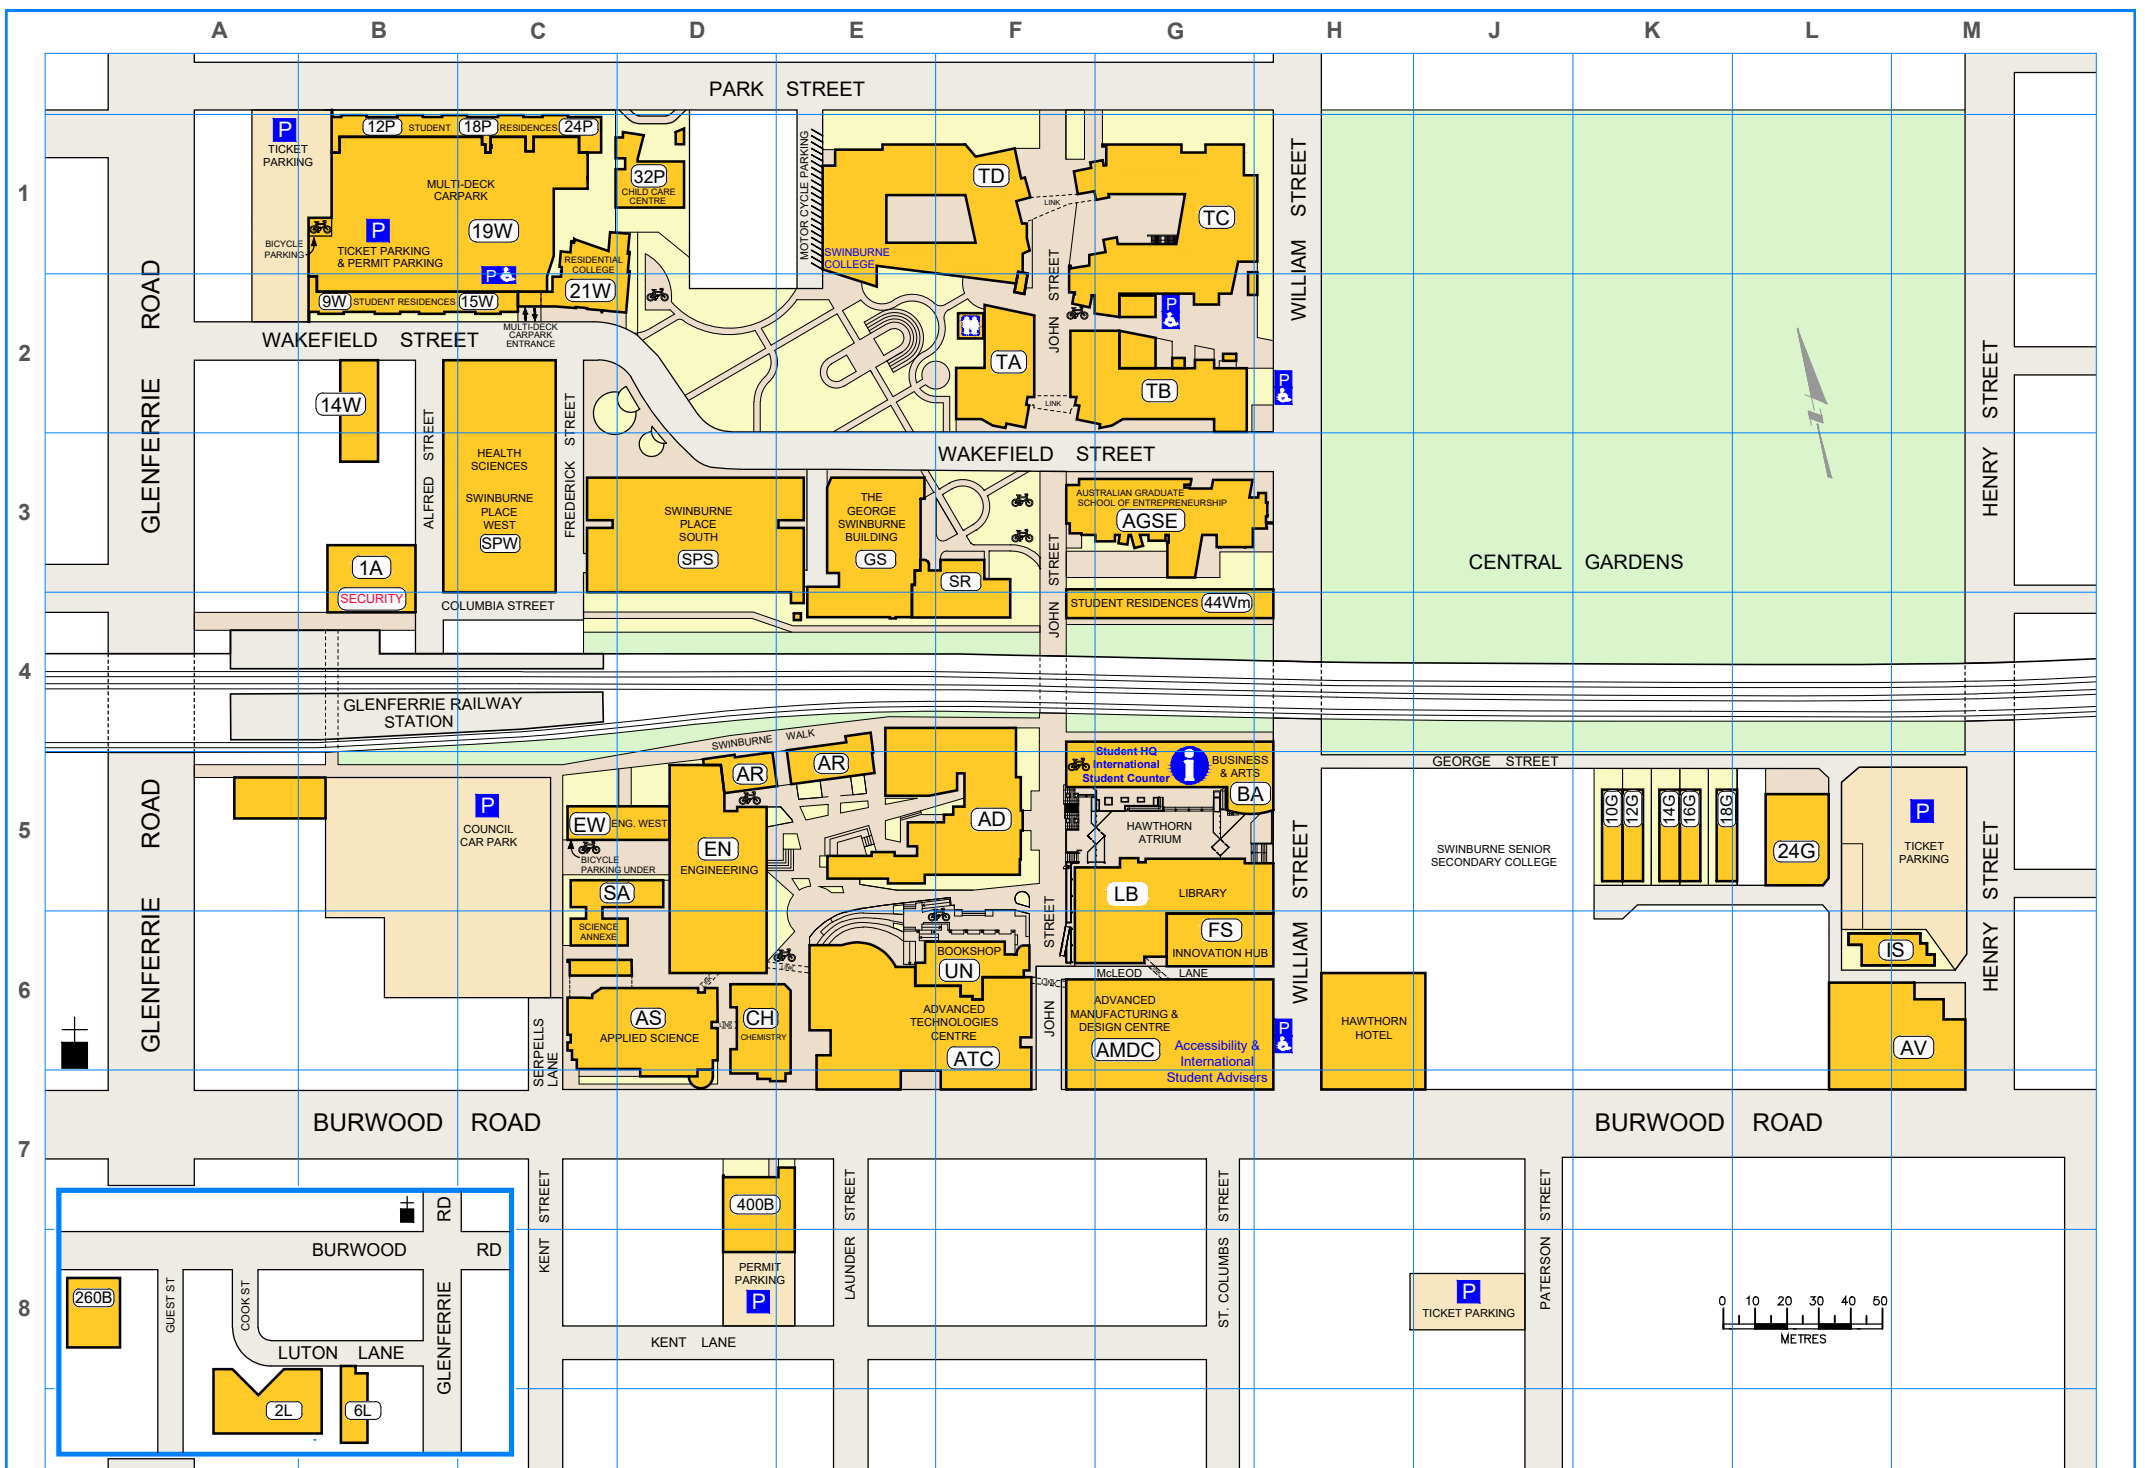 A B C D E F G H J K L M
PARK STREET
12P STUDENT 18P RESIDENCES 24P
P
TICKET
PARKING
MULTI-DECK
CARPARK
32P
CHILD CARE
CENTRE
MOTOR CYCLE PARKING
TD
LINK
TC
1
19W
P
TICKET PARKING
& PERMIT PARKING
BICYCLE
PARKING
P
RESIDENTIAL
COLLEGE
21W
SWINBURNE
COLLEGE
JOHN STREET
WILLIAM STREET
9W STUDENT RESIDENCES 15W
MULTI-DECK
CARPARK
ENTRANCE
WAKEFIELD STREET
GLENFERRIE ROAD
2
14W
ALFRED STREET
FREDERICK STREET
TA
P
TB
LINK
P
HENRY STREET
WAKEFIELD STREET
3
HEALTH
SCIENCES
SWINBURNE
PLACE
WEST
SPW
SWINBURNE
PLACE
SOUTH
SPS
THE
GEORGE
SWINBURNE
BUILDING
GS
SR
AUSTRALIAN GRADUATE
SCHOOL OF ENTREPRENEURSHIP
AGSE
CENTRAL GARDENS
1A
SECURITY
COLUMBIA STREET
JOHN STREET
STUDENT RESIDENCES 44Wm
4
GLENFERRIE RAILWAY
STATION
SWINBURNE WALK
AR
AR
Student HQ
International
Student Counter
i
BUSINESS
& ARTS
BA
GEORGE STREET
5
GLENFERRIE ROAD
P
COUNCIL
CAR PARK
EW ENG. WEST
BICYCLE
PARKING UNDER
EN
ENGINEERING
AD
HAWTHORN
ATRIUM
WILLIAM STREET
SWINBURNE SENIOR
SECONDARY COLLEGE
10G
12G
14G
16G
18G
24G
P
TICKET
PARKING
HENRY STREET
SA
SCIENCE
ANNEXE
LB LIBRARY
FS
INNOVATION HUB
JOHN STREET
BOOKSHOP
UN
McLEOD LANE
IS
6
AS
APPLIED SCIENCE
CH
CHEMISTRY
ADVANCED
TECHNOLOGIES
CENTRE
ATC
ADVANCED
MANUFACTURING &
DESIGN CENTRE
AMDC
Accessibility &
International
Student Advisers
P
HAWTHORN
HOTEL
AV
SERPELLS
LANE
BURWOOD ROAD
BURWOOD ROAD
7
KENT STREET
400B
LAUNDER STREET
ST. COLUMBS STREET
PATERSON STREET
PERMIT
PARKING
P
8
P
TICKET PARKING
0 10 20 30 40 50
METRES
KENT LANE
BURWOOD RD
RD
260B
GUEST ST
COOK ST
GLENFERRIE
LUTON LANE
2L
6L